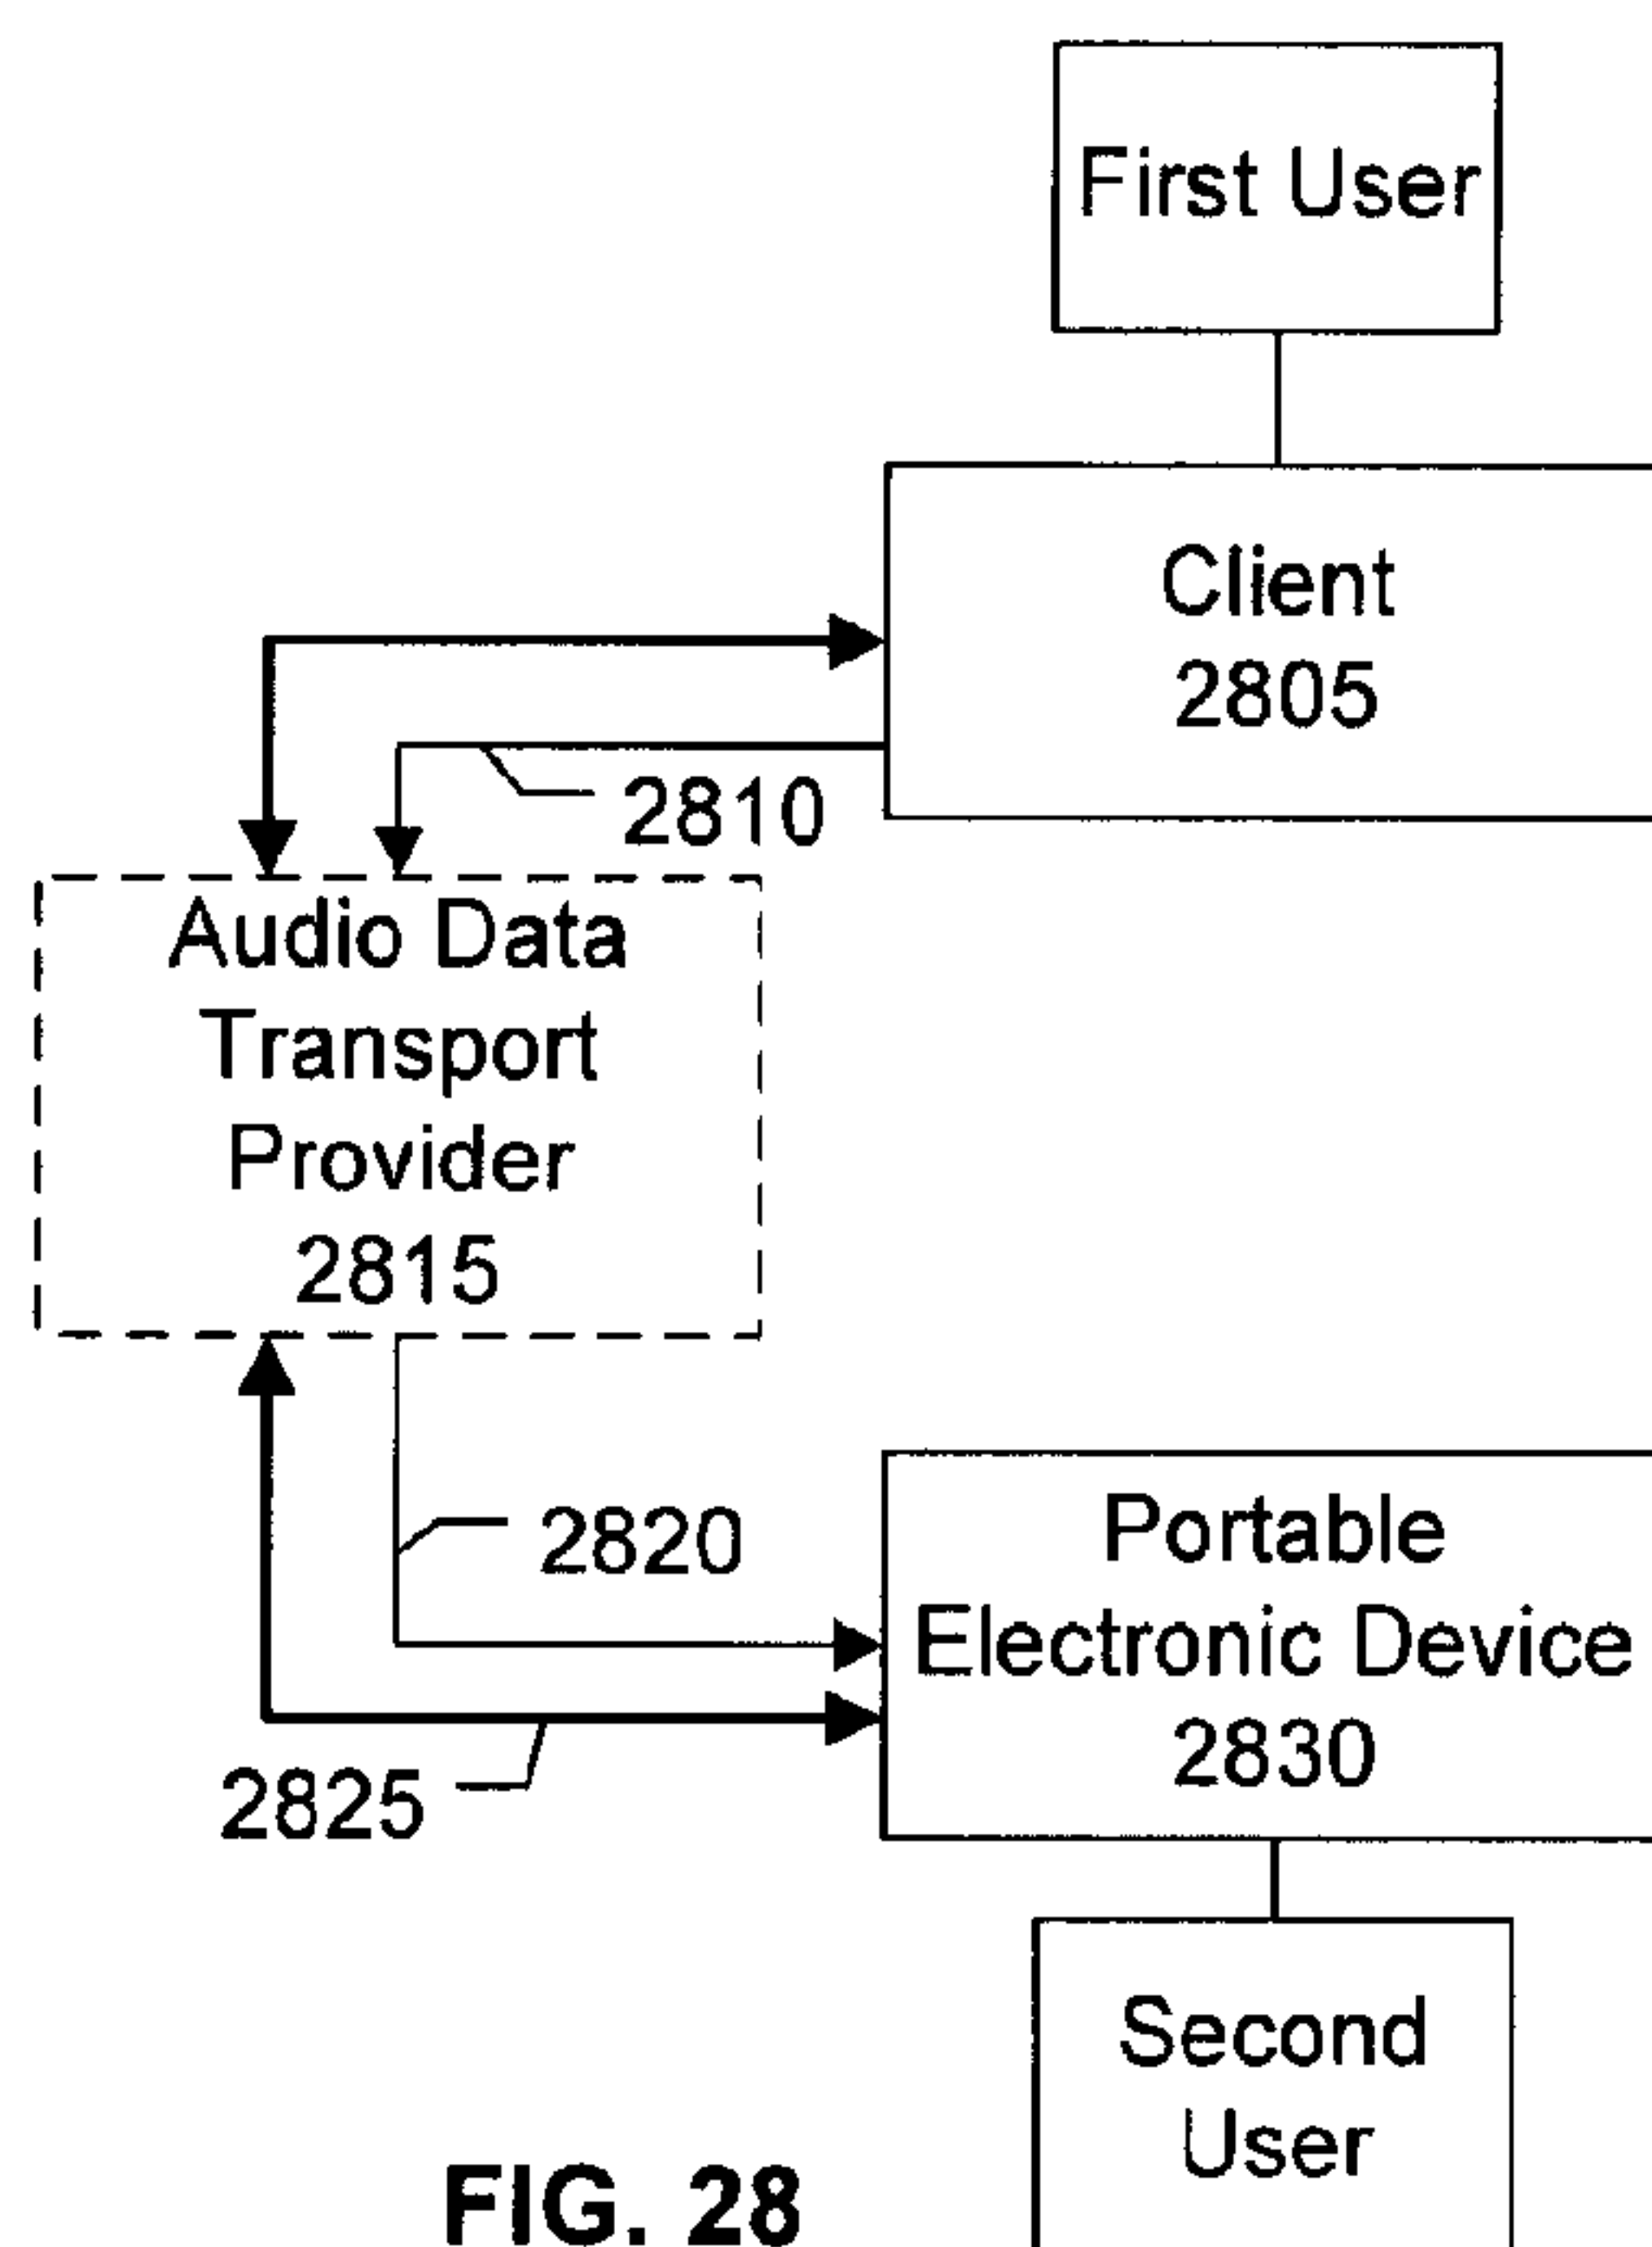 First User
Client
2805
2810
Audio Data
Transport
Provider
2815
2820
Portable
Electronic Device
2830
2825
Second
User
FIG. 28